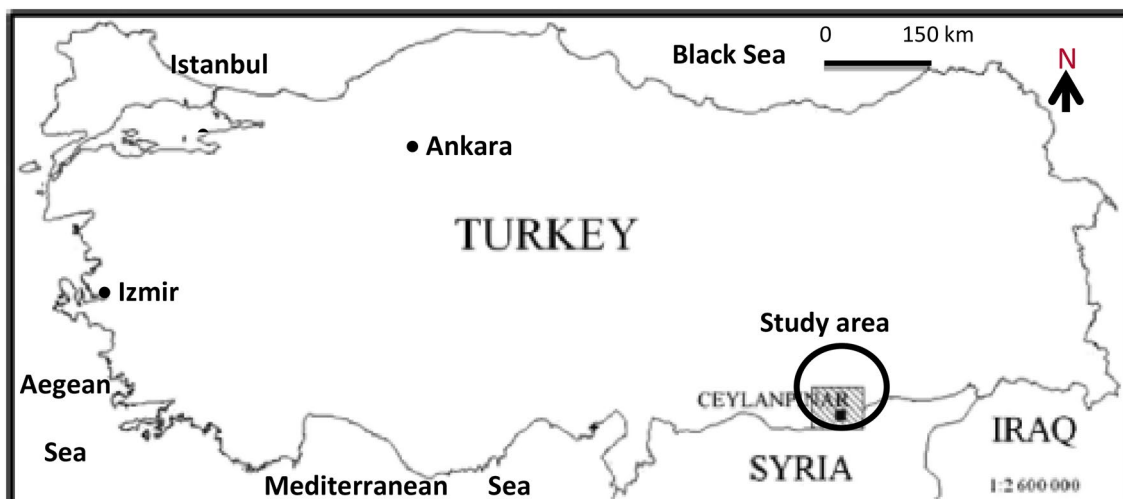 Istanbul
Black Sea
0 150 km
N
Ankara
TURKEY
Izmir
Study area
Aegean
Sea
CEYLANPINAR
SYRIA
IRAQ
Mediterranean Sea
1:2 600 000